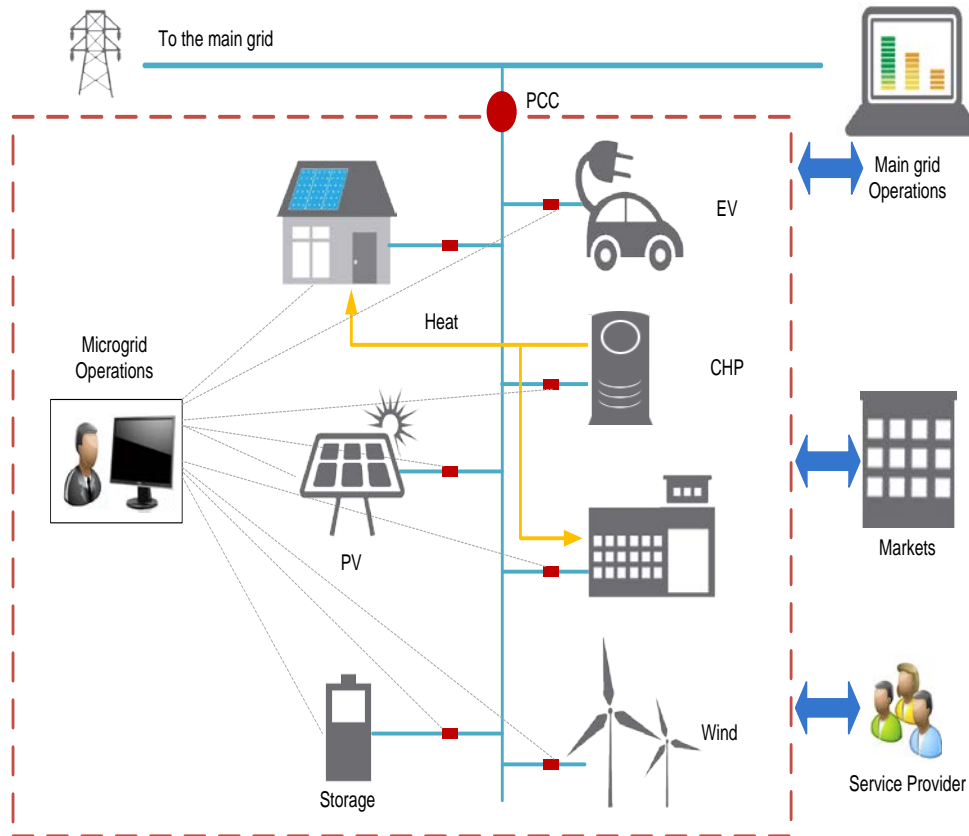 To the main grid
PCC
Main grid
Operations
EV
Heat
CHP
Microgrid
Operations
PV
Markets
Wind
Storage
Service Provider